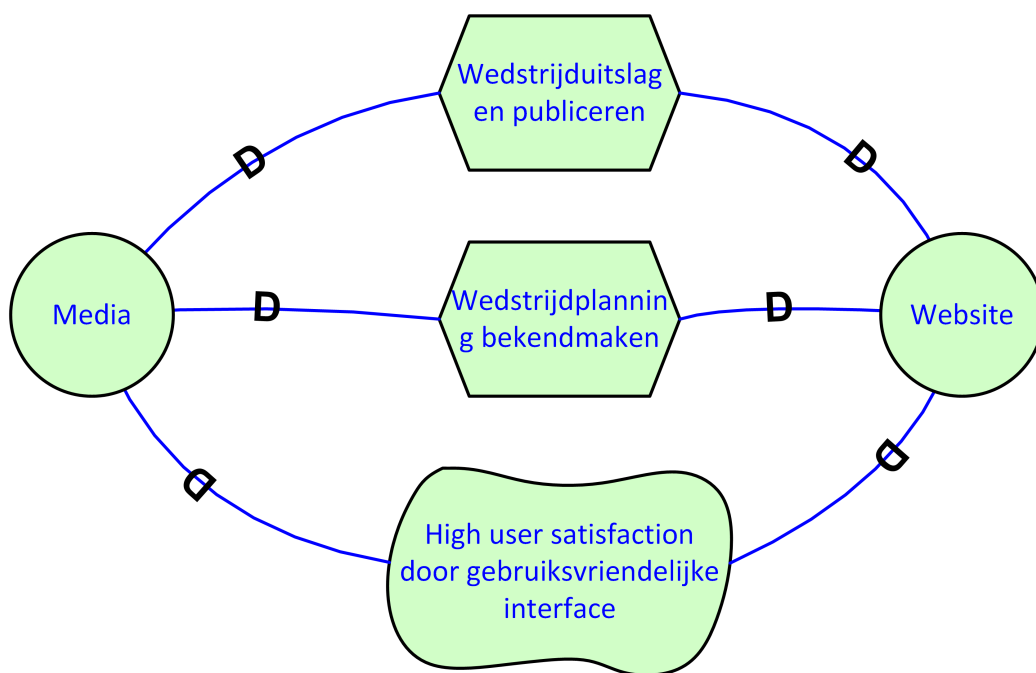 Wedstrijduitslag
en publiceren
D
D
Media
D
Wedstrijdplannin
g bekendmaken
D
Website
D
D
High user satisfaction
door gebruiksvriendelijke
interface